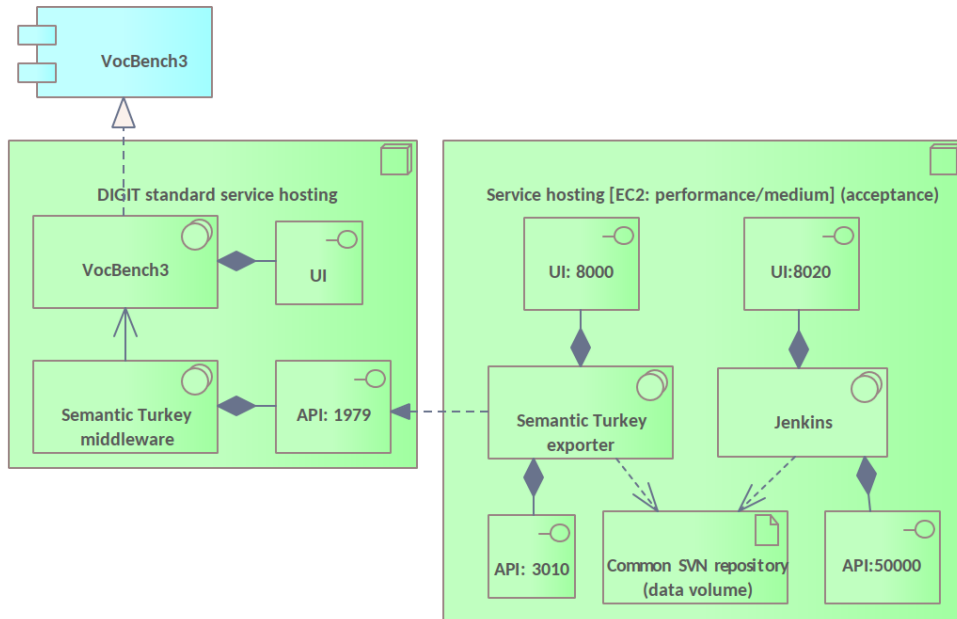 VocBench3
DIGIT standard service hosting
VocBench3
UI
Semantic Turkey
middleware
API: 1979
Service hosting [EC2: performance/medium] (acceptance)
UI: 8000
UI:8020
Semantic Turkey
exporter
Jenkins
API: 3010
Common SVN repository
(data volume)
API:50000